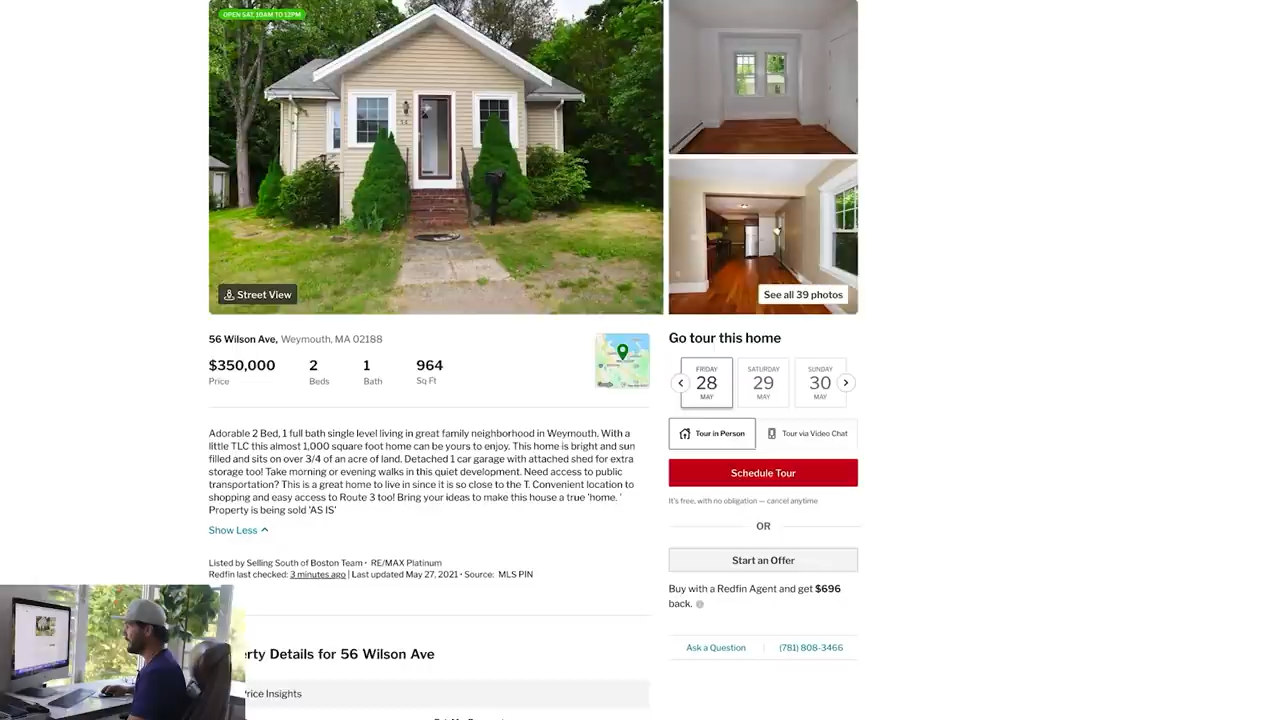 OPEN SAT, 10AM TO 12PM
Street View
See all 39 photos
56 Wilson Ave, Weymouth, MA 02188
$350,000
Price
2
Beds
1
Bath
964
Sq Ft
Adorable 2 Bed, 1 full bath single level living in great family neighborhood in Weymouth. With a
little TLC this almost 1,000 square foot home can be yours to enjoy. This home is bright and sun
filled and sits on over 3/4 of an acre of land. Detached 1 car garage with attached shed for extra
storage too! Take morning or evening walks in this quiet development. Need access to public
transportation? This is a great home to live in since it is so close to the T. Convenient location to
shopping and easy access to Route 3 too! Bring your ideas to make this house a true 'home. '
Property is being sold 'AS IS'
Show Less
Listed by Selling South of Boston Team • RE/MAX Platinum
Redfin last checked: 3 minutes ago | Last updated May 27, 2021 • Source: MLS PIN
erty Details for 56 Wilson Ave
Price Insights
Go tour this home
FRIDAY
28
MAY
SATURDAY
29
MAY
SUNDAY
30
MAY
Tour in Person
Tour via Video Chat
Schedule Tour
It's free, with no obligation — cancel anytime
OR
Start an Offer
Buy with a Redfin Agent and get $696
back.
Ask a Question
(781) 808-3466